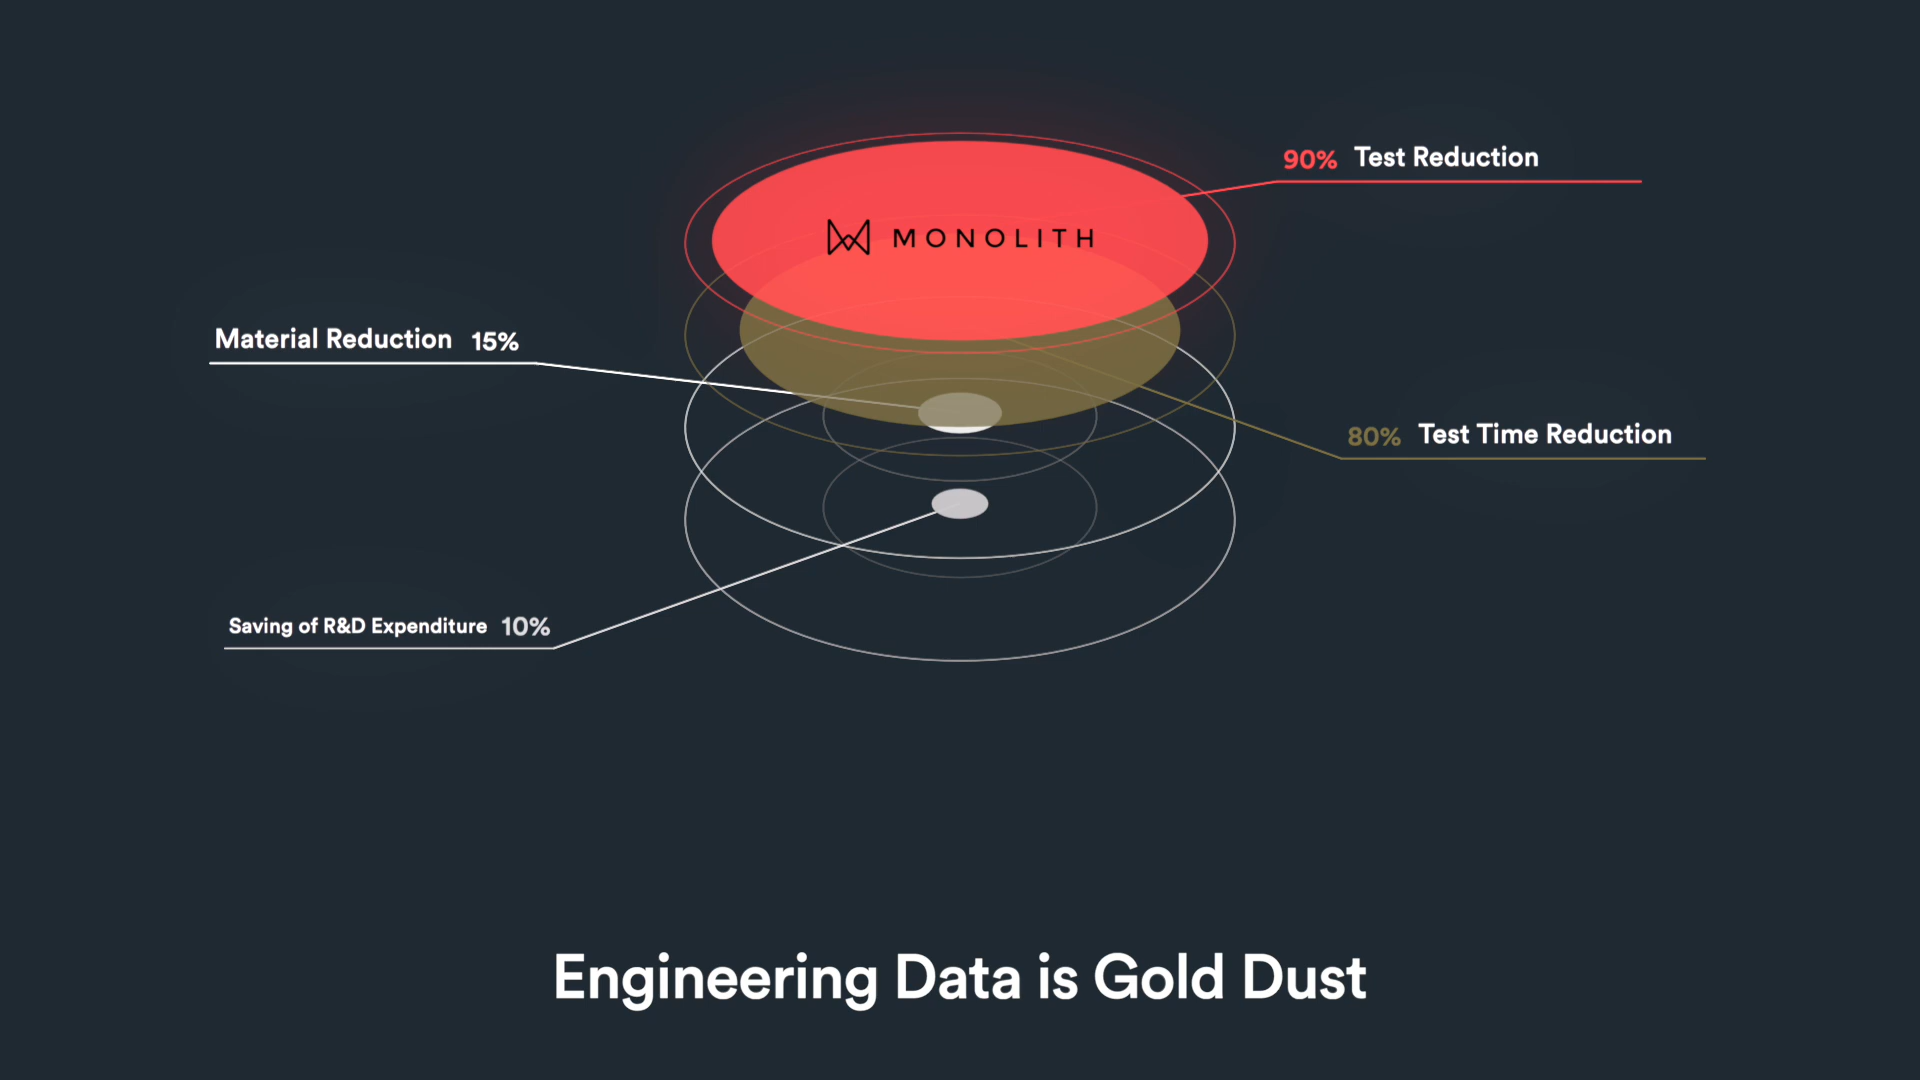 90% Test Reduction
MONOLITH
Material Reduction 15%
80% Test Time Reduction
Saving of R&D Expenditure 10%
Engineering Data is Gold Dust